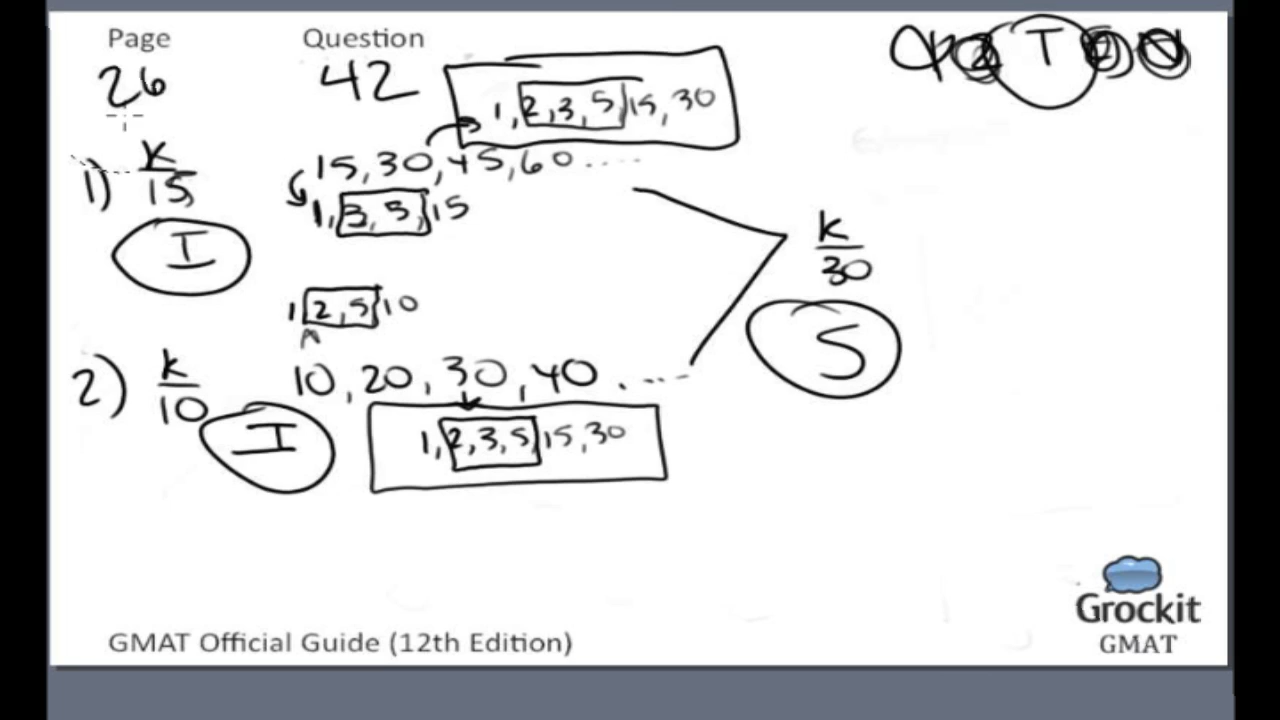 Page Question
26 42
1, 2, 3, 5, 15, 30
T
1) K/15 15, 30, 45, 60.....
1, 3, 5, 15
I
K/30
S
1 2, 5 10
2) K/10 10, 20, 30, 40.....
I
1, 2, 3, 5, 15, 30
Grockit
GMAT
GMAT Official Guide (12th Edition)